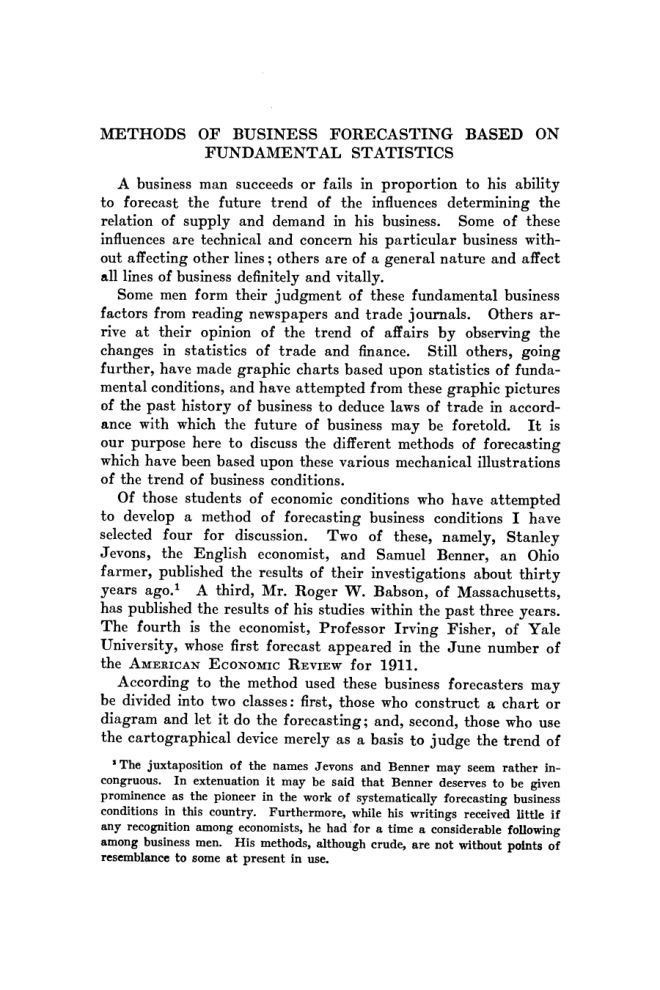 METHODS OF BUSINESS FORECASTING BASED ON
FUNDAMENTAL STATISTICS
A business man succeeds or fails in proportion to his ability
to forecast the future trend of the influences determining the
relation of supply and demand in his business. Some of these
influences are technical and concern his particular business with-
out affecting other lines; others are of a general nature and affect
all lines of business definitely and vitally.
Some men form their judgment of these fundamental business
factors from reading newspapers and trade journals. Others ar-
rive at their opinion of the trend of affairs by observing the
changes in statistics of trade and finance. Still others, going
further, have made graphic charts based upon statistics of funda-
mental conditions, and have attempted from these graphic pictures
of the past history of business to deduce laws of trade in accord-
ance with which the future of business may be foretold. It is
our purpose here to discuss the different methods of forecasting
which have been based upon these various mechanical illustrations
of the trend of business conditions.
Of those students of economic conditions who have attempted
to develop a method of forecasting business conditions I have
selected four for discussion. Two of these, namely, Stanley
Jevons, the English economist, and Samuel Benner, an Ohio
farmer, published the results of their investigations about thirty
years ago.¹ A third, Mr. Roger W. Babson, of Massachusetts,
has published the results of his studies within the past three years.
The fourth is the economist, Professor Irving Fisher, of Yale
University, whose first forecast appeared in the June number of
the AMERICAN ECONOMIC REVIEW for 1911.
According to the method used these business forecasters may
be divided into two classes: first, those who construct a chart or
diagram and let it do the forecasting; and, second, those who use
the cartographical device merely as a basis to judge the trend of
¹ The juxtaposition of the names Jevons and Benner may seem rather in-
congruous. In extenuation it may be said that Benner deserves to be given
prominence as the pioneer in the work of systematically forecasting business
conditions in this country. Furthermore, while his writings received little if
any recognition among economists, he had for a time a considerable following
among business men. His methods, although crude, are not without points of
resemblance to some at present in use.